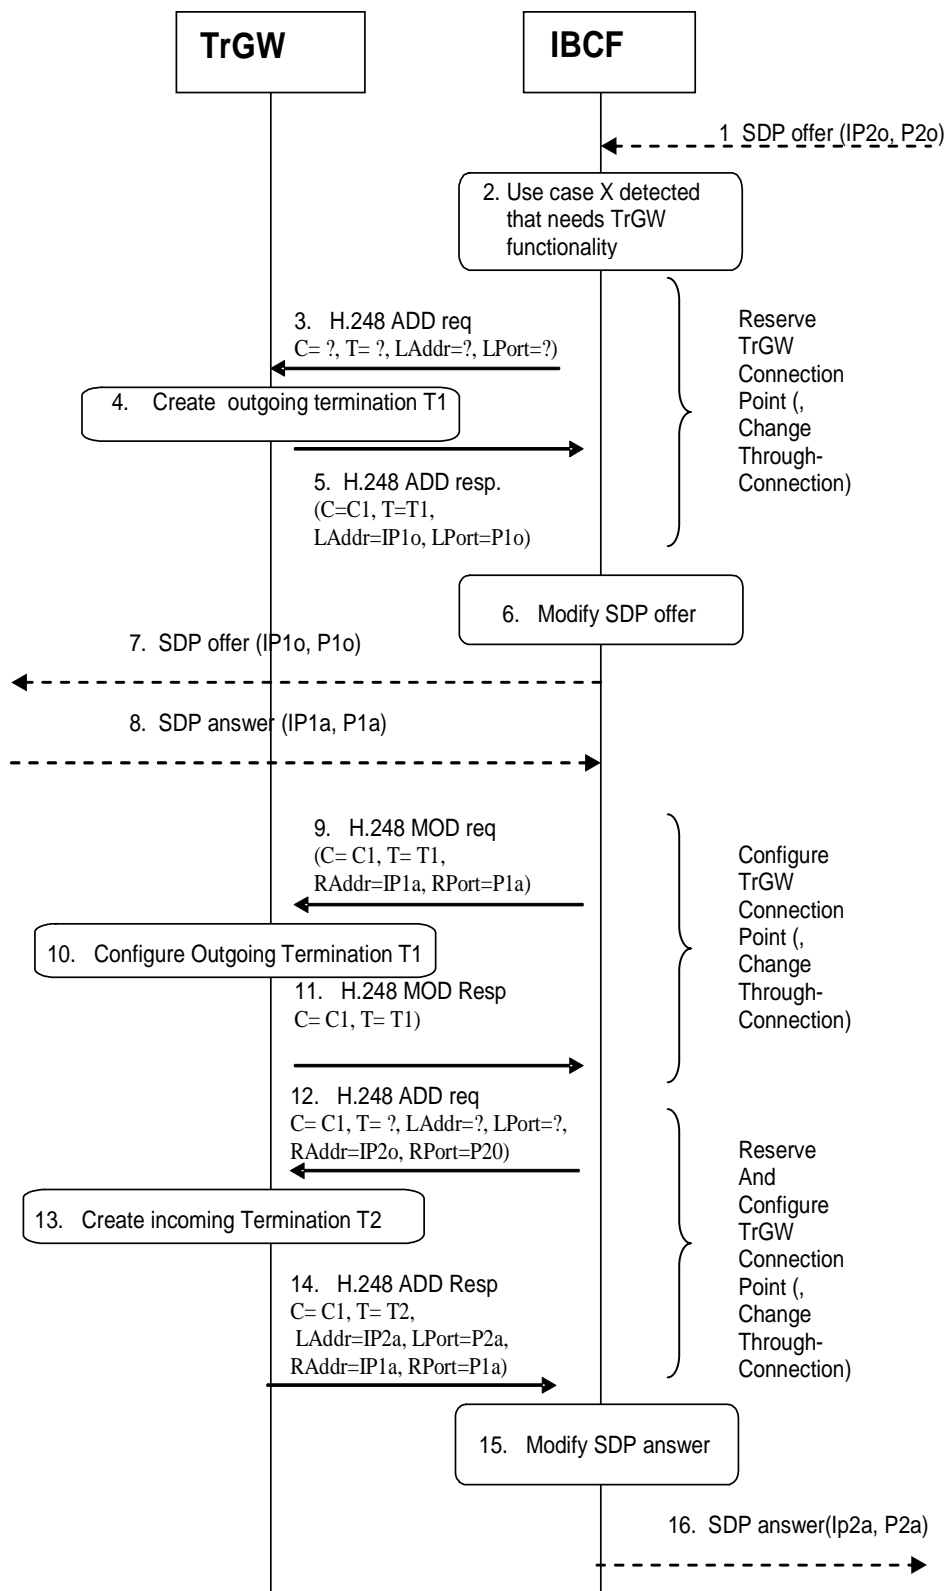 TrGW
IBCF
1 SDP offer (IP2o, P2o)
2. Use case X detected
that needs TrGW
functionality
3. H.248 ADD req
C= ?, T= ?, LAddr=?, LPort=?)
Reserve
TrGW
Connection
Point (,
Change
Through-
Connection)
4. Create outgoing termination T1
5. H.248 ADD resp.
(C=C1, T=T1,
LAddr=IP1o, LPort=P1o)
6. Modify SDP offer
7. SDP offer (IP1o, P1o)
8. SDP answer (IP1a, P1a)
9. H.248 MOD req
(C= C1, T= T1,
RAddr=IP1a, RPort=P1a)
Configure
TrGW
Connection
Point (,
Change
Through-
Connection)
10. Configure Outgoing Termination T1
11. H.248 MOD Resp
C= C1, T= T1)
12. H.248 ADD req
C= C1, T= ?, LAddr=?, LPort=?,
RAddr=IP2o, RPort=P20)
Reserve
And
Configure
TrGW
Connection
Point (,
Change
Through-
Connection)
13. Create incoming Termination T2
14. H.248 ADD Resp
C= C1, T= T2,
LAddr=IP2a, LPort=P2a,
RAddr=IP1a, RPort=P1a)
15. Modify SDP answer
16. SDP answer(Ip2a, P2a)